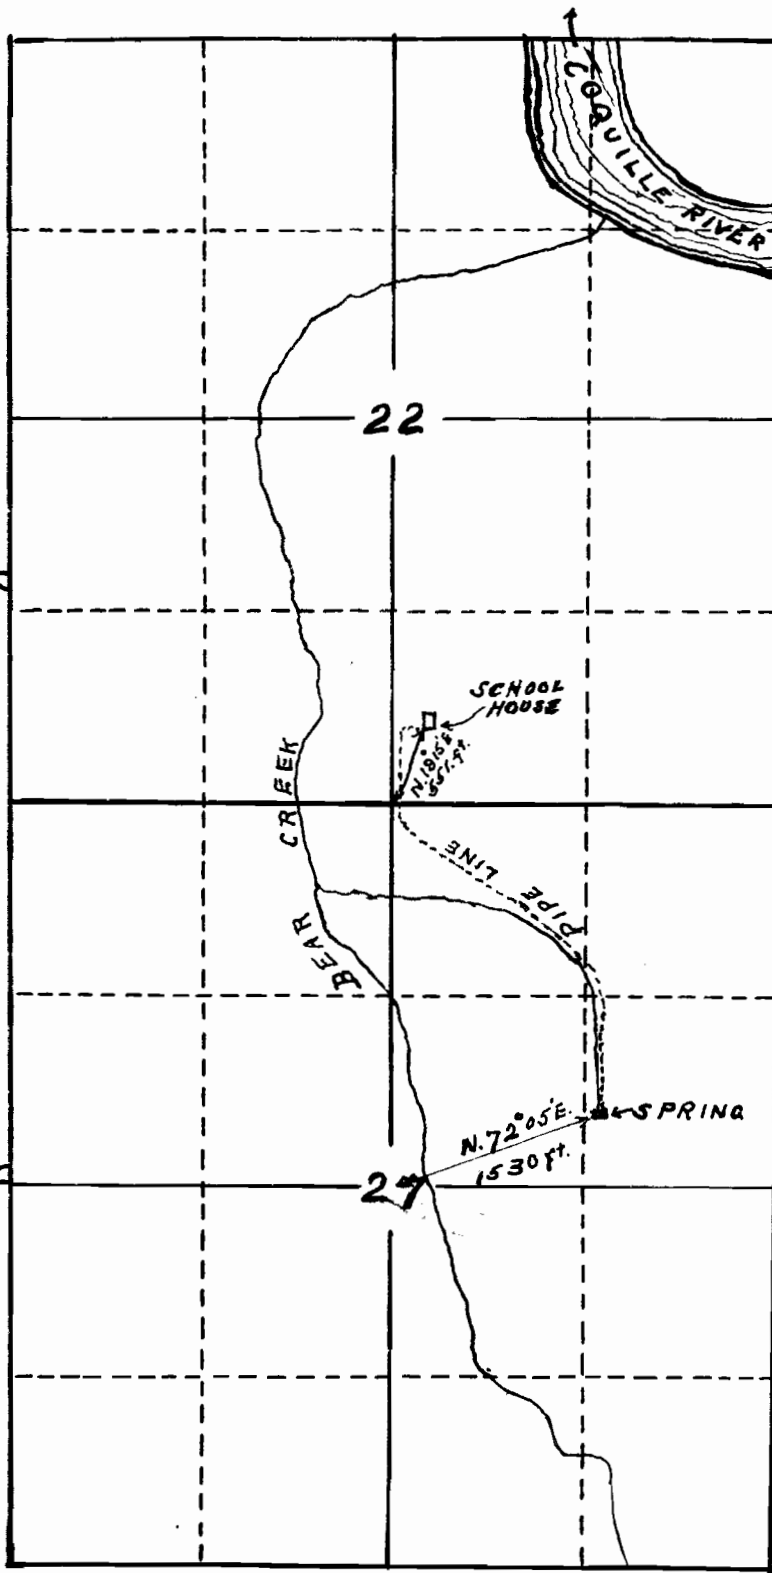 COQUILLE RIVER
22
SCHOOL
HOUSE
N.18°15'E.
551.ft.
CREEK
PIPE LINE
BEAR
SPRING
N.72°05'E.
1530 ft.
27